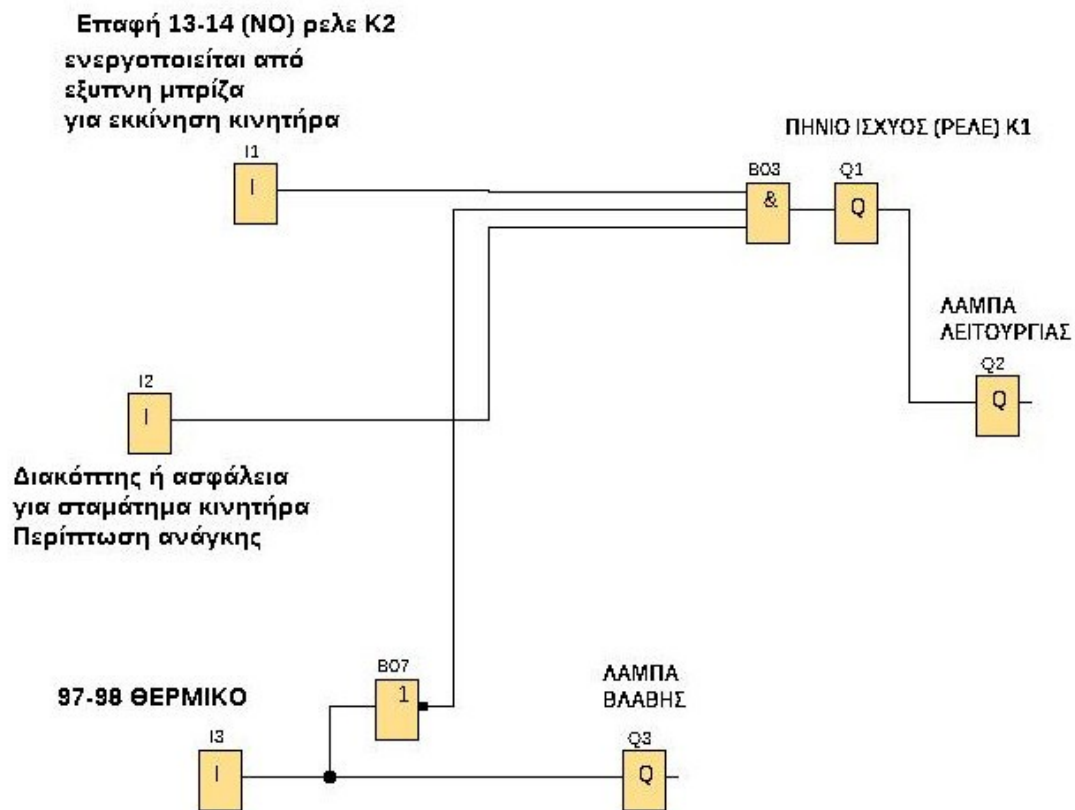 Επαφή 13-14 (ΝΟ) ρελε Κ2
ενεργοποιείται από
εξυπνη μπρίζα
για εκκίνηση κινητήρα
I1
I
ΠΗΝΙΟ ΙΣΧΥΟΣ (ΡΕΛΕ) Κ1
B03
&
Q1
Q
ΛΑΜΠΑ
ΛΕΙΤΟΥΡΓΙΑΣ
Q2
Q
I2
I
Διακόπτης ή ασφάλεια
για σταμάτημα κινητήρα
Περίπτωση ανάγκης
B07
1
ΛΑΜΠΑ
ΒΛΑΒΗΣ
97-98 ΘΕΡΜΙΚΟ
I3
I
Q3
Q